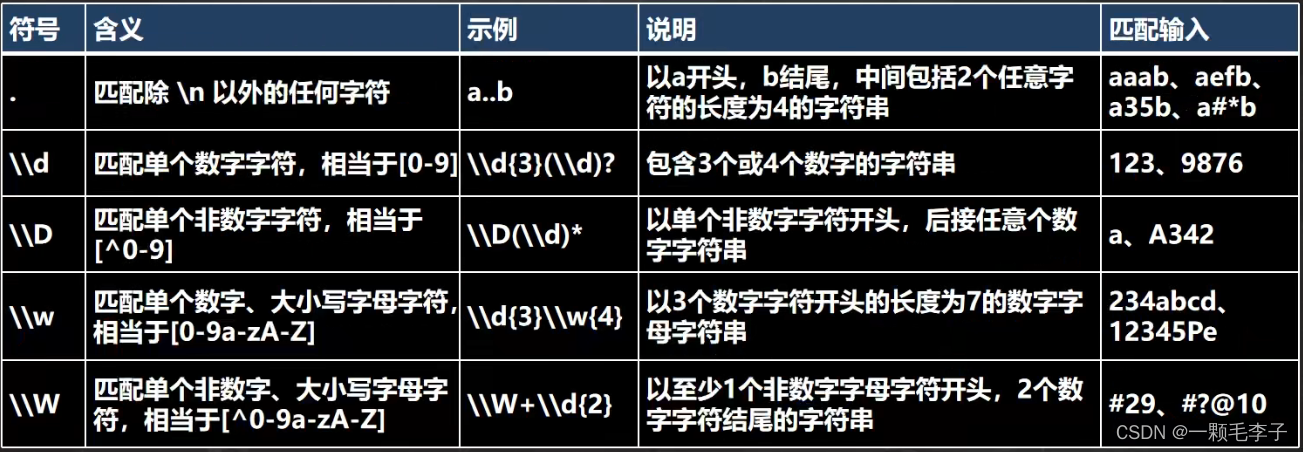 符号 含义 示例 说明 匹配输入
. 匹配除 \n 以外的任何字符 a..b 以a开头，b结尾，中间包括2个任意字
符的长度为4的字符串 aaab、aefb、
a35b、a#*b
\\d 匹配单个数字字符，相当于[0-9] \\d{3}(\\d)? 包含3个或4个数字的字符串 123、9876
\\D 匹配单个非数字字符，相当于
[^0-9] \\D(\\d)* 以单个非数字字符开头，后接任意个数
字字符串 a、A342
\\w 匹配单个数字、大小写字母字符，
相当于[0-9a-zA-Z] \\d{3}\\w{4} 以3个数字字符开头的长度为7的数字字
母字符串 234abcd、
12345Pe
\\W 匹配单个非数字、大小写字母字
符，相当于[^0-9a-zA-Z] \\W+\\d{2} 以至少1个非数字字母字符开头，2个数
字字符结尾的字符串 #29、#?@10
CSDN @一颗毛李子